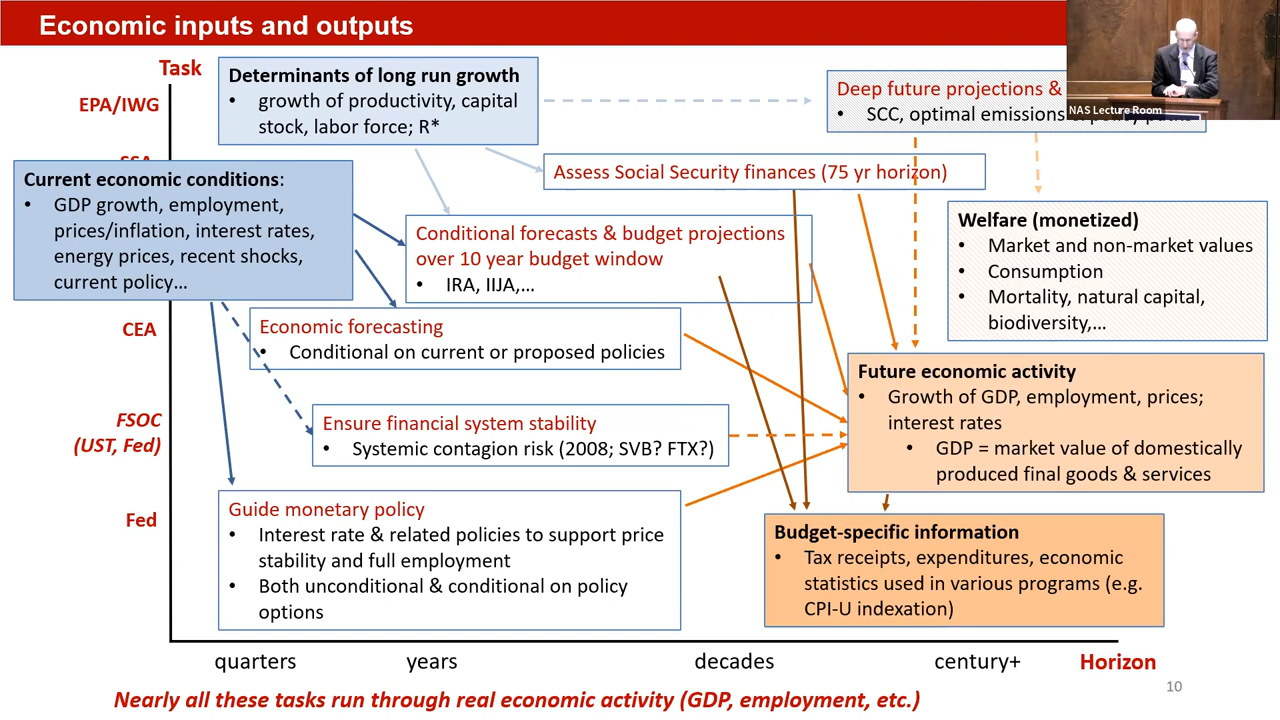 Economic inputs and outputs
Task
EPA/IWG
Determinants of long run growth
• growth of productivity, capital
stock, labor force; R*
Deep future projections &
• SCC, optimal emissions
NAS Lecture Room
Assess Social Security finances (75 yr horizon)
Current economic conditions:
• GDP growth, employment,
prices/inflation, interest rates,
energy prices, recent shocks,
current policy…
Conditional forecasts & budget projections
over 10 year budget window
• IRA, IIJA,…
Welfare (monetized)
• Market and non-market values
• Consumption
• Mortality, natural capital,
biodiversity,…
CEA
Economic forecasting
• Conditional on current or proposed policies
Future economic activity
• Growth of GDP, employment, prices;
interest rates
• GDP = market value of domestically
produced final goods & services
FSOC
(UST, Fed)
Ensure financial system stability
• Systemic contagion risk (2008; SVB? FTX?)
Fed
Guide monetary policy
• Interest rate & related policies to support price
stability and full employment
• Both unconditional & conditional on policy
options
Budget-specific information
• Tax receipts, expenditures, economic
statistics used in various programs (e.g.
CPI-U indexation)
quarters years decades century+ Horizon
10
Nearly all these tasks run through real economic activity (GDP, employment, etc.)